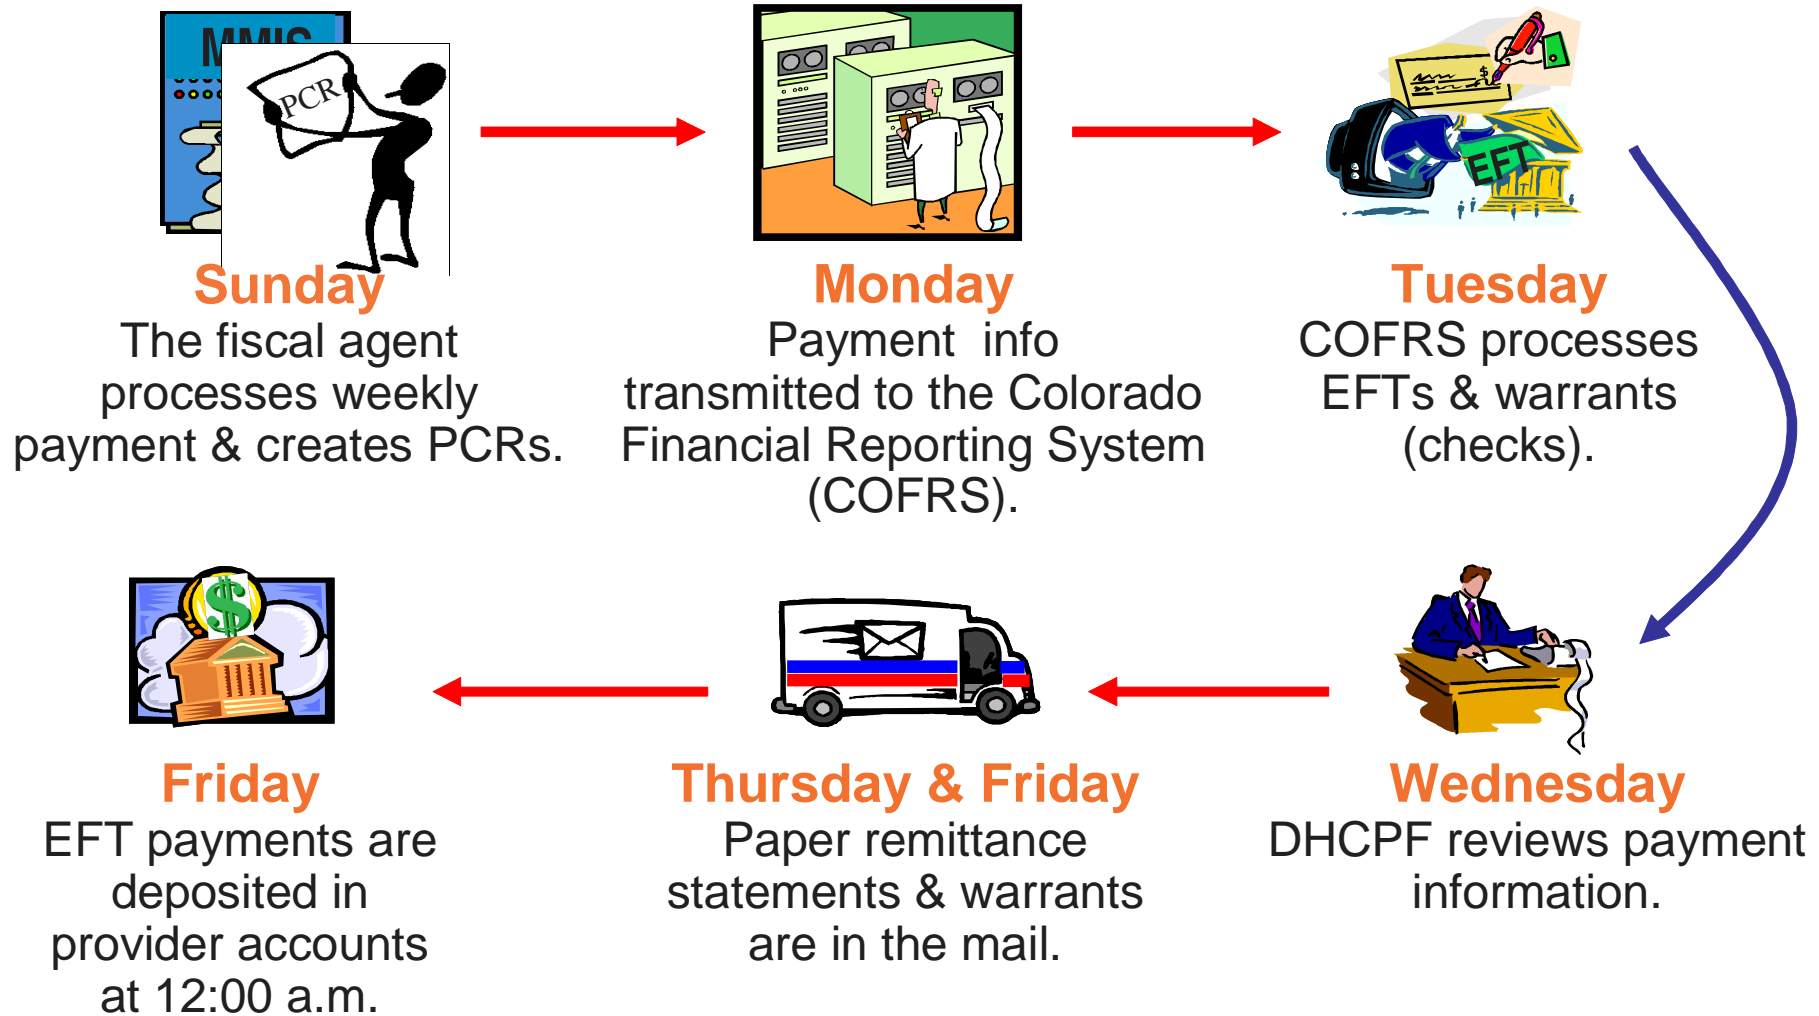 MMIS
PCR
$
EFT
Sunday
The fiscal agent
processes weekly
payment & creates PCRs.
Monday
Payment info
transmitted to the Colorado
Financial Reporting System
(COFRS).
Tuesday
COFRS processes
EFTs & warrants
(checks).
$
Friday
EFT payments are
deposited in
provider accounts
at 12:00 a.m.
Thursday & Friday
Paper remittance
statements & warrants
are in the mail.
Wednesday
DHCPF reviews payment
information.